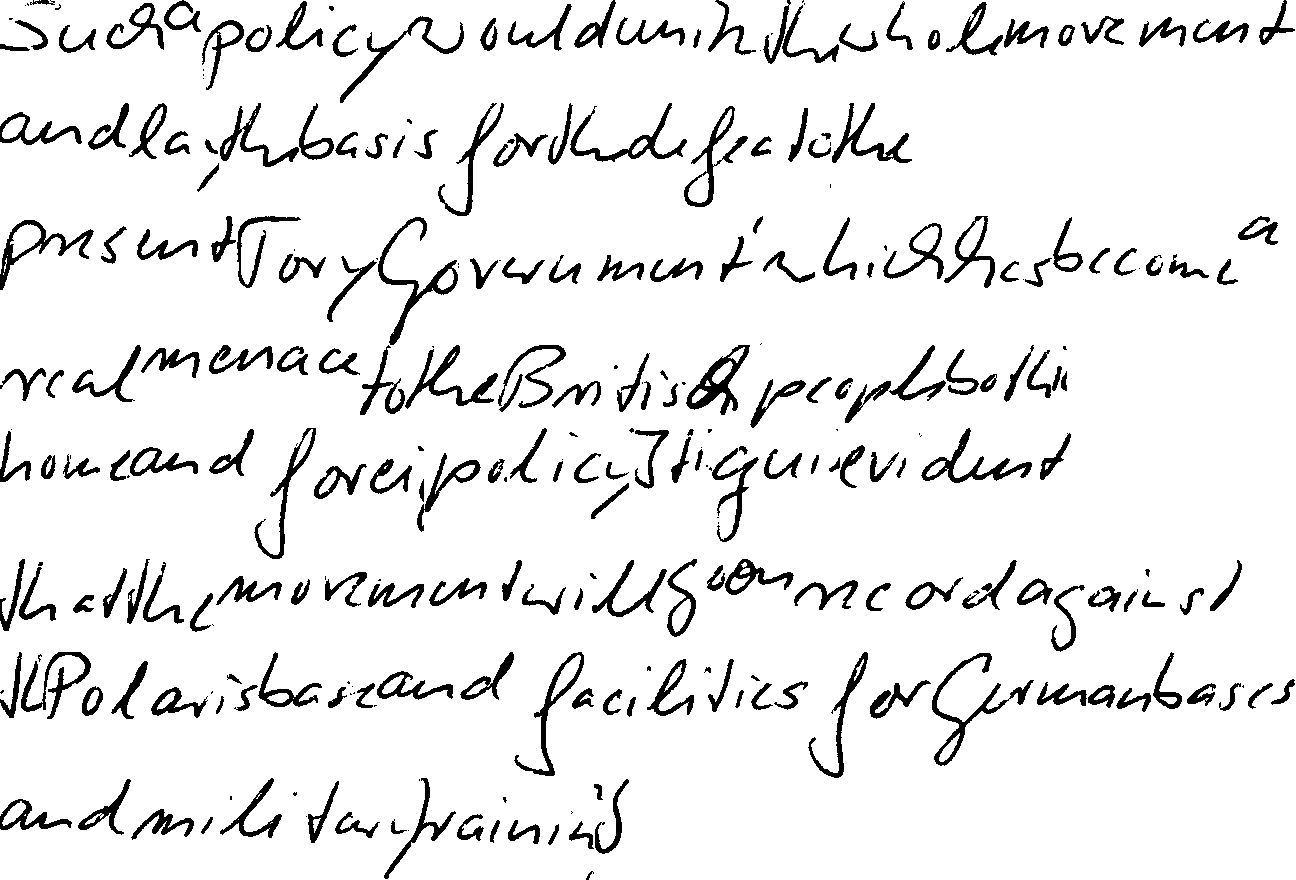 Such a policy would unite the whole movement
and lay the basis for the defeat of the
present Tory Government which has become a
real menace to the British people both in
home and foreign policy. It is quite evident
that the movement will go on record against
the Polaris base and facilities for German bases
and military training.